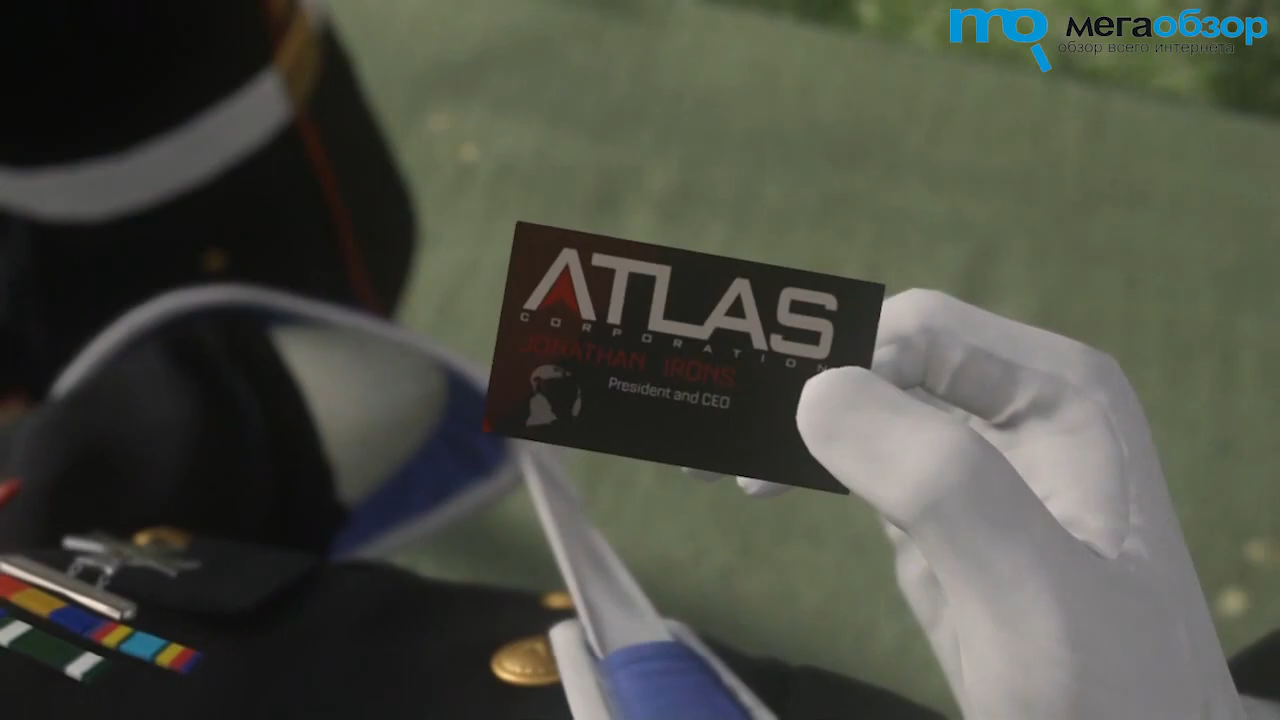 мегаобзор
обзор всего интернета
ATLAS
CORPORATION
JONATHAN IRONS
President and CEO